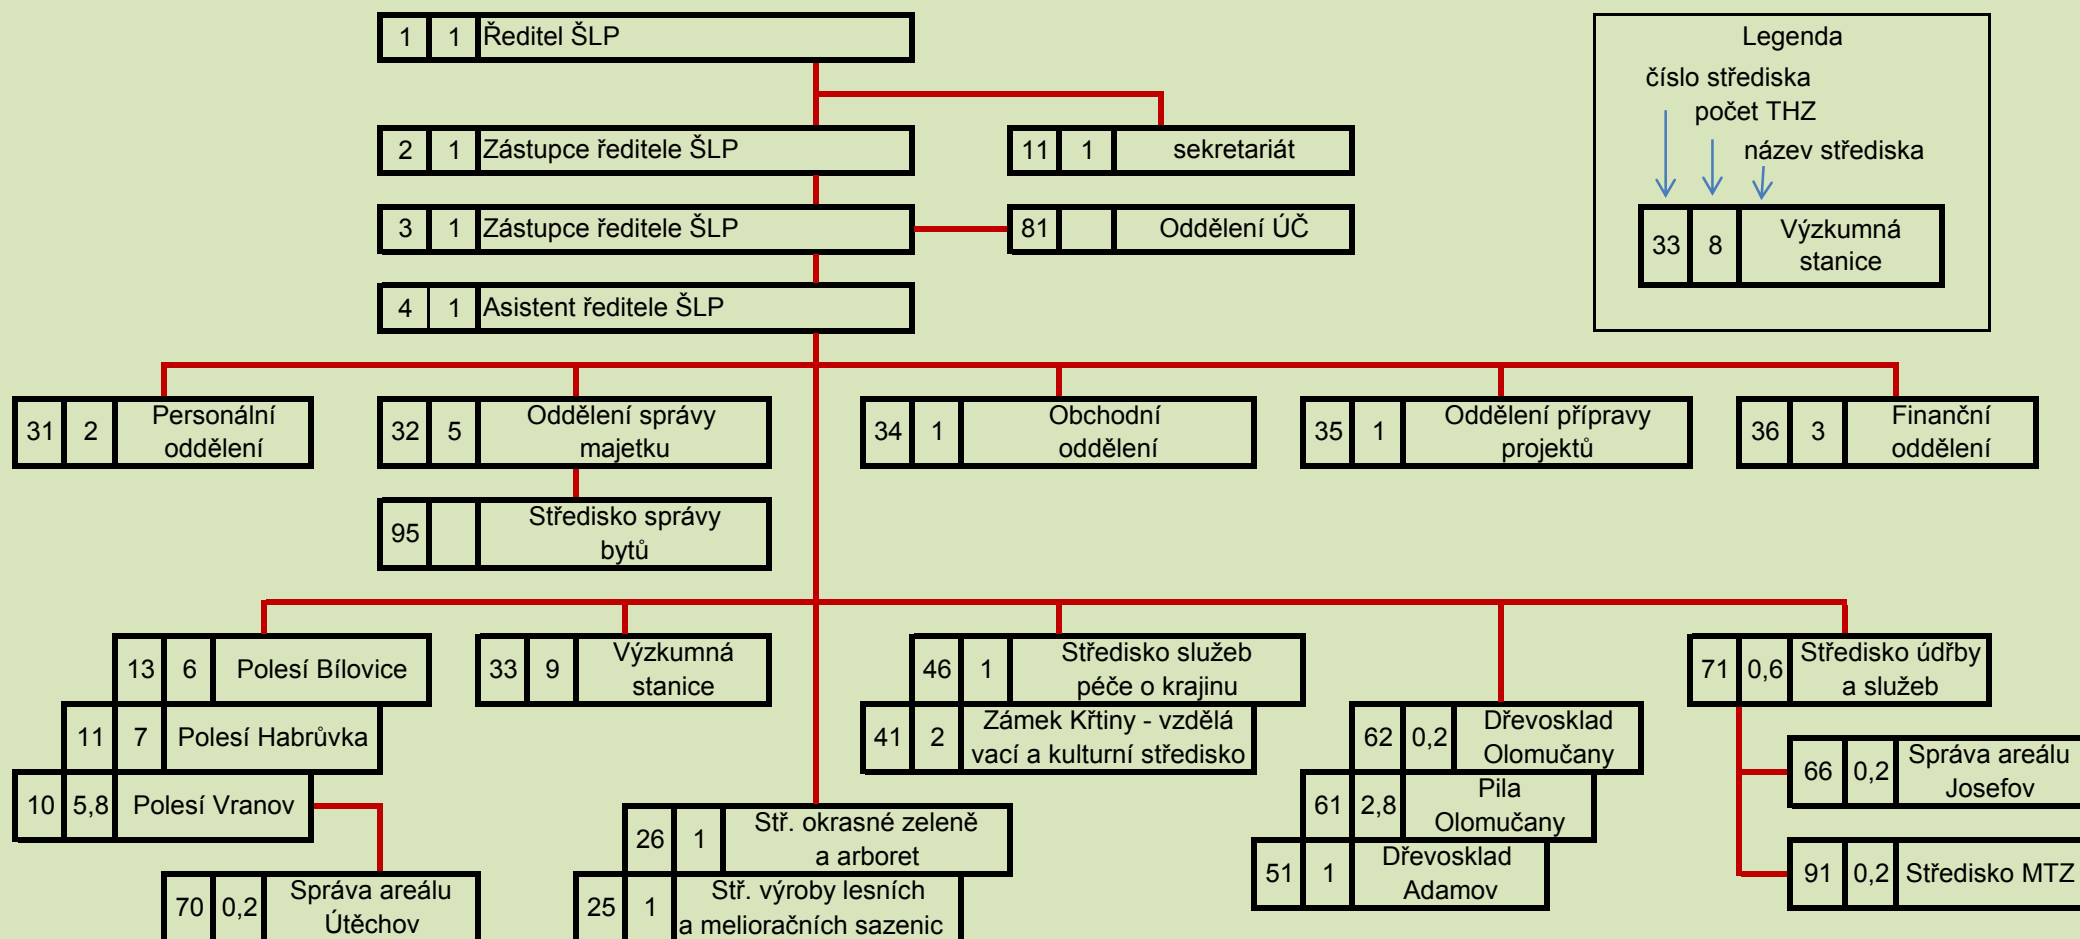 1 1 Ředitel ŠLP
Legenda
číslo střediska
počet THZ
název střediska
33 8 Výzkumná
stanice
2 1 Zástupce ředitele ŠLP
11 1 sekretariát
3 1 Zástupce ředitele ŠLP
81 Oddělení ÚČ
4 1 Asistent ředitele ŠLP
31 2 Personální
oddělení
32 5 Oddělení správy
majetku
34 1 Obchodní
oddělení
35 1 Oddělení přípravy
projektů
36 3 Finanční
oddělení
95 Středisko správy
bytů
13 6 Polesí Bílovice
11 7 Polesí Habrůvka
10 5,8 Polesí Vranov
70 0,2 Správa areálu
Útěchov
33 9 Výzkumná
stanice
26 1 Stř. okrasné zeleně
a arboret
25 1 Stř. výroby lesních
a melioračních sazenic
46 1 Středisko služeb
péče o krajinu
41 2 Zámek Křtiny - vzdělá
vací a kulturní středisko
62 0,2 Dřevosklad
Olomučany
61 2,8 Pila
Olomučany
51 1 Dřevosklad
Adamov
71 0,6 Středisko údřby
a služeb
66 0,2 Správa areálu
Josefov
91 0,2 Středisko MTZ